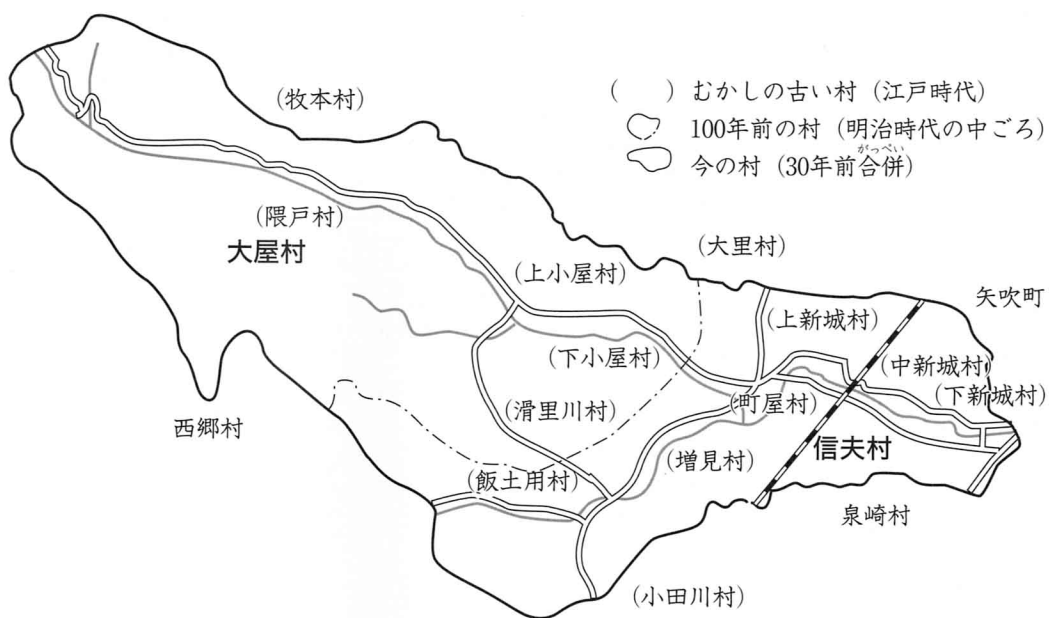 (牧本村)
(　　) むかしの古い村 (江戸時代)
100年前の村 (明治時代の中ごろ)
がっぺい
今の村 (30年前合併)
(隈戸村)
大屋村
(大里村)
(上小屋村)
矢吹町
(上新城村)
(下小屋村)
(中新城村)
(下新城村)
(滑里川村)
(町屋村)
西郷村
信夫村
(増見村)
(飯土用村)
泉崎村
(小田川村)